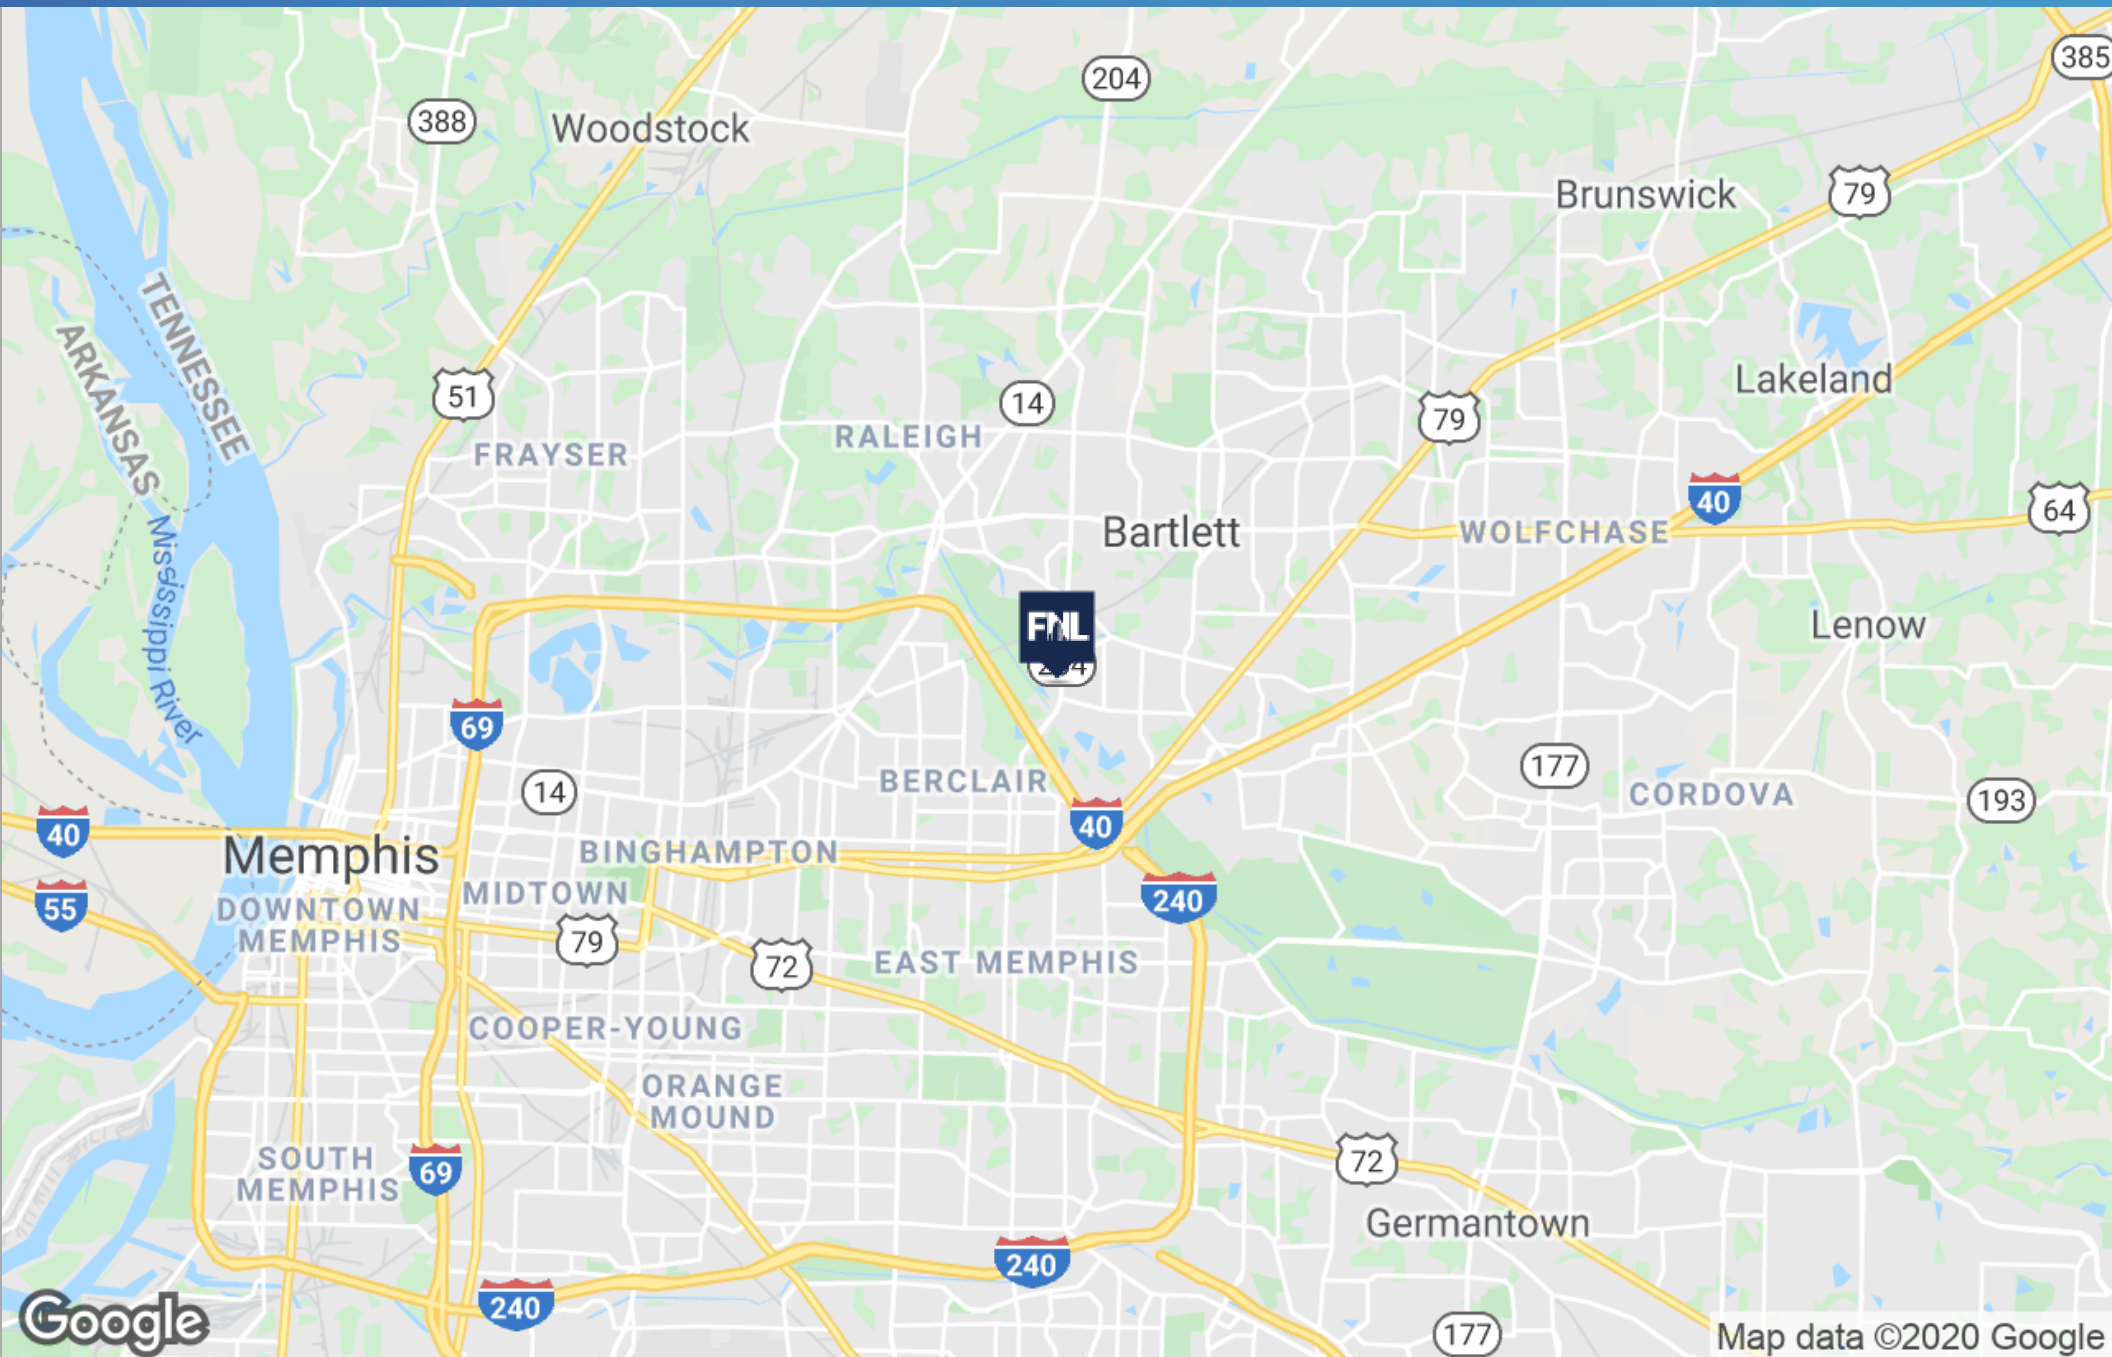 385
204
388
Woodstock
Brunswick
79
TENNESSEE
ARKANSAS
51
14
79
Lakeland
RALEIGH
FRAYSER
40
64
Bartlett
WOLFCHASE
Mississippi River
FNL
Lenow
69
177
14
BERCLAIR
CORDOVA
193
40
40
Memphis
BINGHAMPTON
MIDTOWN
240
55
DOWNTOWN
MEMPHIS
79
72
EAST MEMPHIS
COOPER-YOUNG
ORANGE
MOUND
SOUTH
MEMPHIS
69
72
Germantown
240
240
177
Google
Map data ©2020 Google